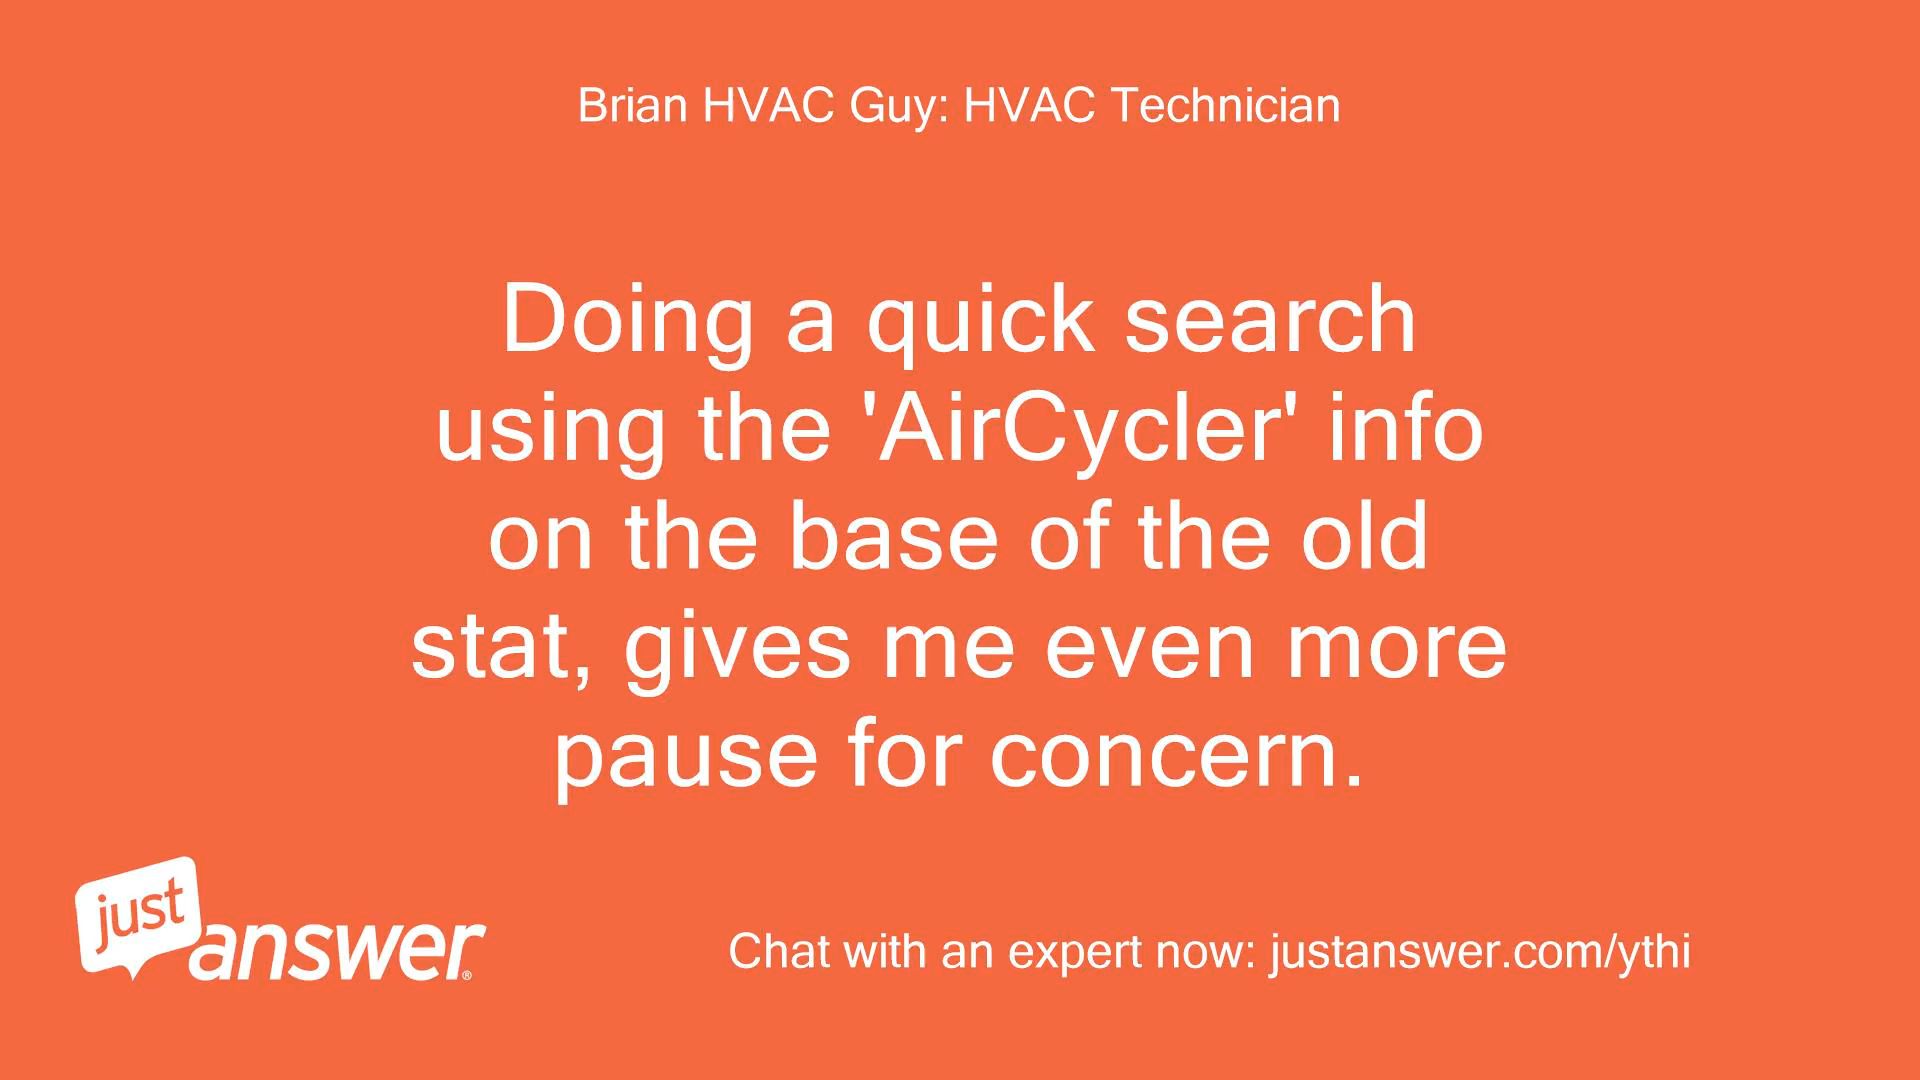 Brian HVAC Guy: HVAC Technician
Doing a quick search
using the 'AirCycler' info
on the base of the old
stat, gives me even more
pause for concern.
just
answer®
Chat with an expert now: justanswer.com/ythi